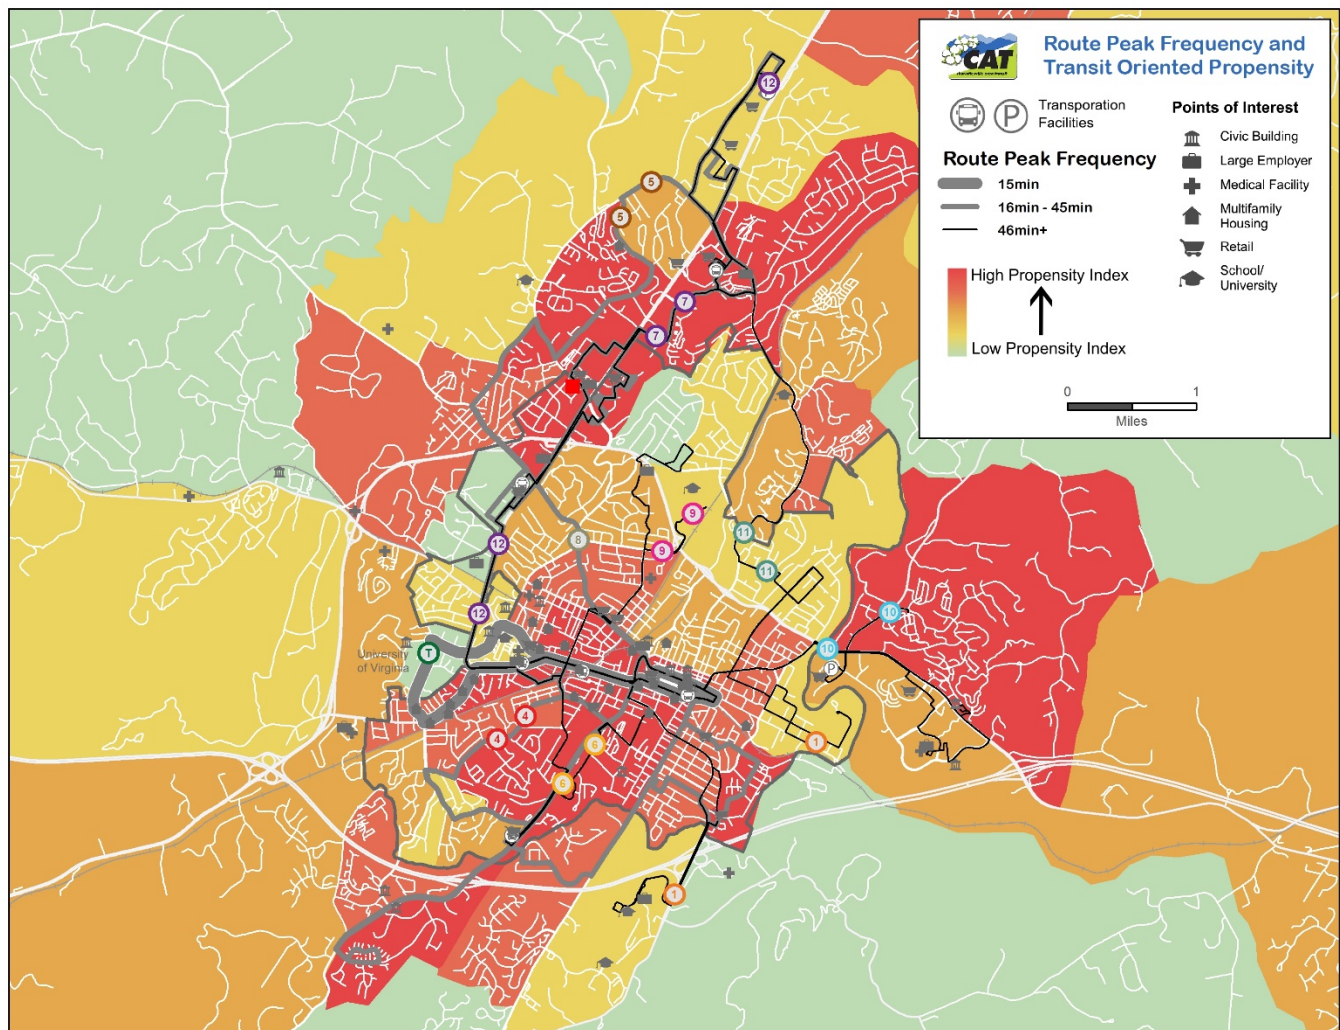 CAT
Route Peak Frequency and
Transit Oriented Propensity
Transporation
Facilities
P
Points of Interest
Civic Building
Large Employer
Medical Facility
Multifamily
Housing
Retail
School/
University
Route Peak Frequency
15min
16min - 45min
46min+
High Propensity Index
Low Propensity Index
0
1
Miles
12
5
5
7
7
9
8
11
12
9
11
12
10
10
University
of Virginia
T
P
4
4
6
1
6
1